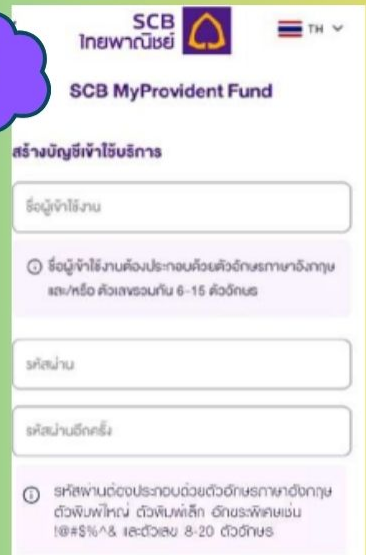 SCB
ไทยพาณิชย์
TH
SCB MyProvident Fund
สร้างบัญชีเข้าใช้บริการ
ชื่อผู้เข้าใช้งาน
ชื่อผู้เข้าใช้งานต้องประกอบด้วยตัวอักษรภาษาอังกฤษ
และ/หรือ ตัวเลขรวมกัน 6-15 ตัวอักษร
รหัสผ่าน
รหัสผ่านอีกครั้ง
รหัสผ่านต้องประกอบด้วยตัวอักษรภาษาอังกฤษ
ตัวพิมพ์ใหญ่ ตัวพิมพ์เล็ก อักขระพิเศษเช่น
!@#$%^& และตัวเลข 8-20 ตัวอักษร